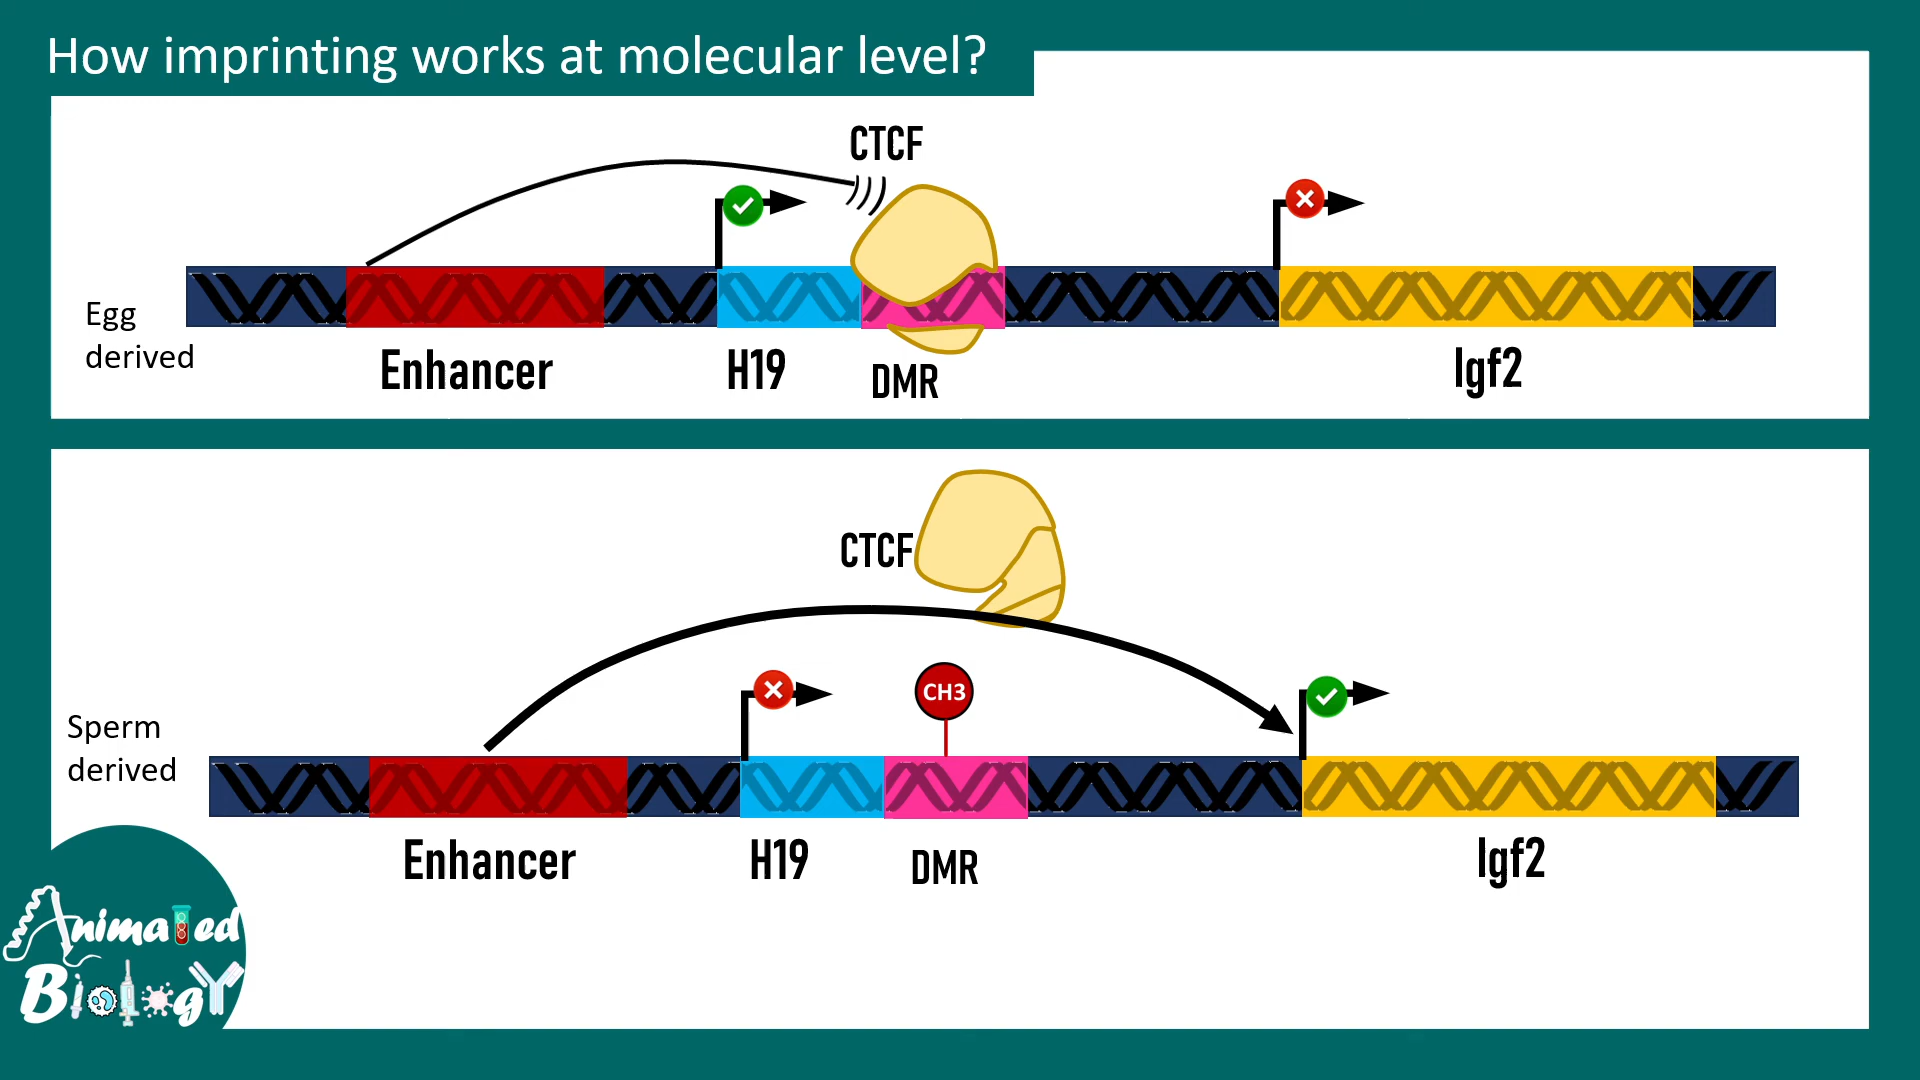 How imprinting works at molecular level?
CTCF
Egg
derived
Enhancer
H19
DMR
Igf2
CTCF
CH3
Sperm
derived
Enhancer
H19
DMR
Igf2
Animated
Biology